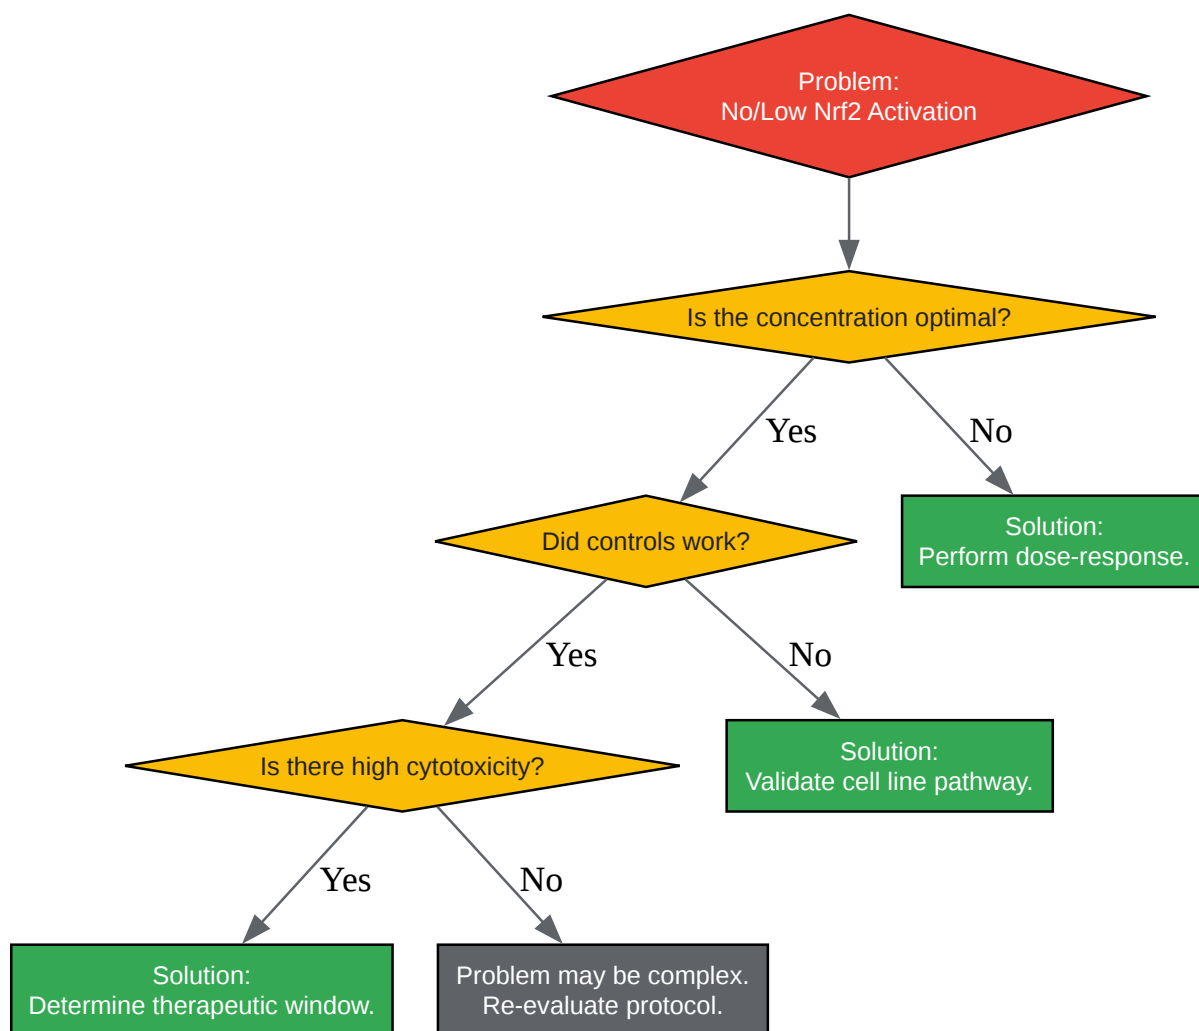 Problem:
No/Low Nrf2 Activation
Is the concentration optimal?
Yes
No
Did controls work?
Solution:
Perform dose-response.
Yes
No
Is there high cytotoxicity?
Solution:
Validate cell line pathway.
Yes
No
Solution:
Determine therapeutic window.
Problem may be complex.
Re-evaluate protocol.